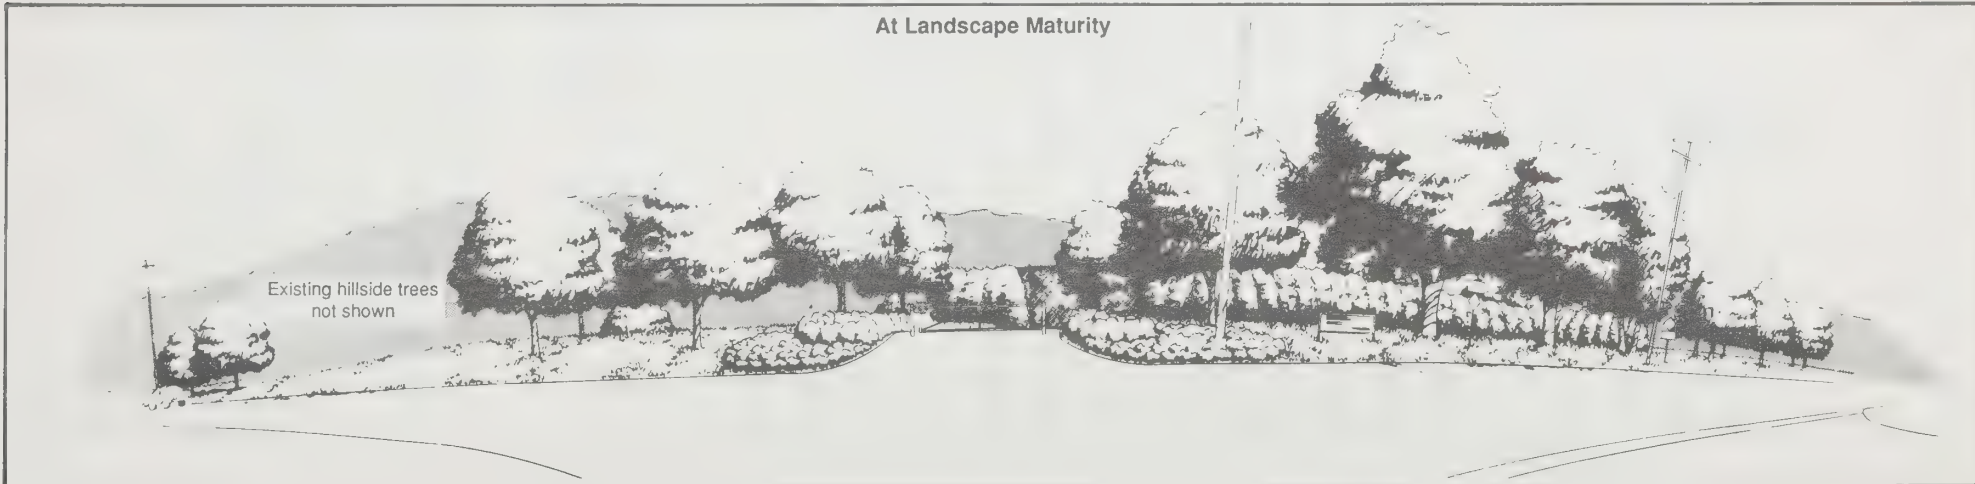 At Landscape Maturity
Existing hillside trees
not shown